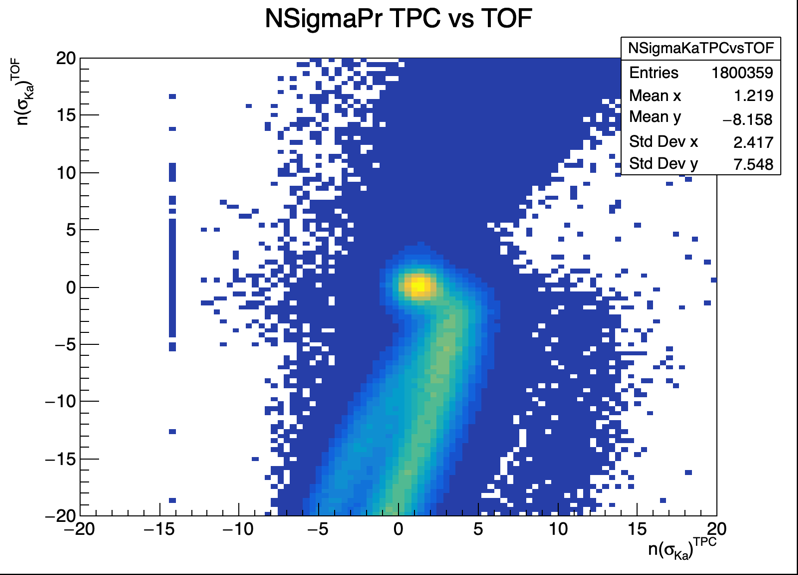 NSigmaPr TPC vs TOF
NSigmaKaTPCvsTOF
Entries 1800359
Mean x 1.219
Mean y −8.158
Std Dev x 2.417
Std Dev y 7.548
n(σKa)TOF
20
15
10
5
0
−5
−10
−15
−20
−20 −15 −10 −5 0 5 10 15 20
n(σKa)TPC